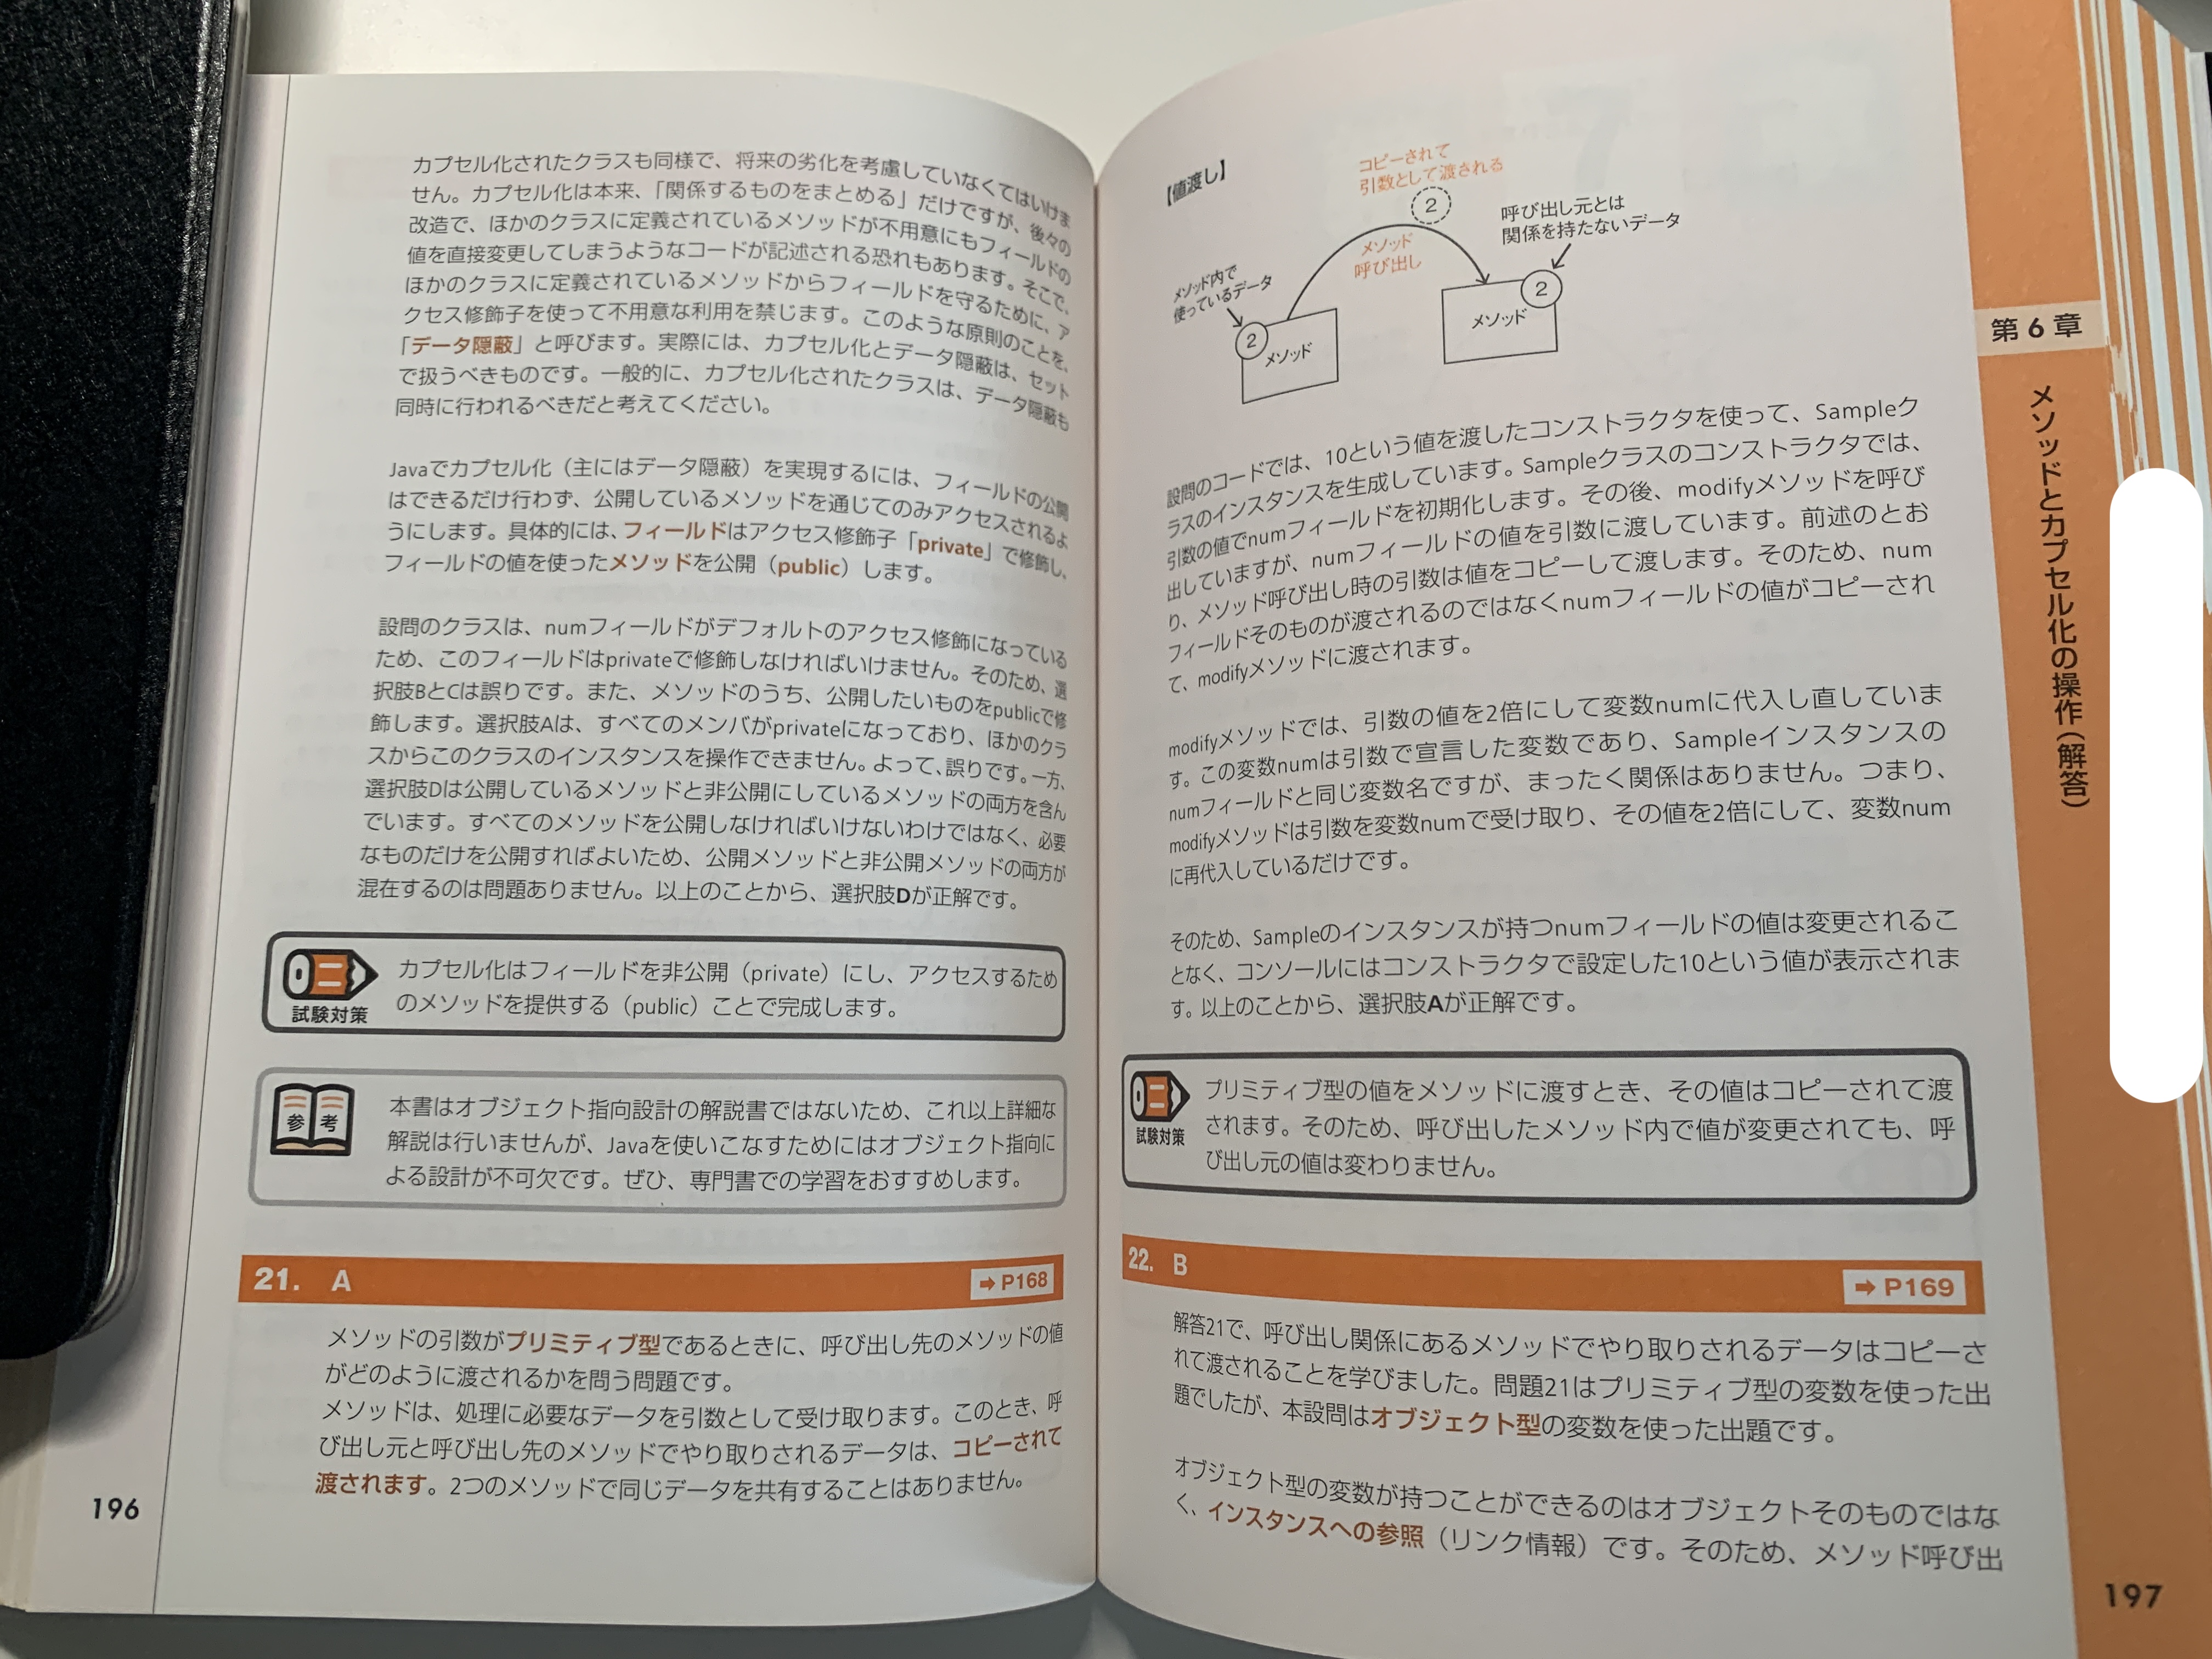 カプセル化されたクラスも同様で、将来の劣化を考慮していなくてはいけま
せん。カプセル化は本来、「関係するものをまとめる」だけですが、後々の
改造で、ほかのクラスに定義されているメソッドが不用意にもフィールドの
値を直接変更してしまうようなコードが記述される恐れもあります。そこで、
ほかのクラスに定義されているメソッドからフィールドを守るために、ア
クセス修飾子を使って不用意な利用を禁じます。このような原則のことを、
「データ隠蔽」と呼びます。実際には、カプセル化とデータ隠蔽は、セット
で扱うべきものです。一般的に、カプセル化されたクラスは、データ隠蔽も
同時に行われるべきだと考えてください。
Javaでカプセル化（主にはデータ隠蔽）を実現するには、フィールドの公開
はできるだけ行わず、公開しているメソッドを通じてのみアクセスされるよ
うにします。具体的には、フィールドはアクセス修飾子「private」で修飾し、
フィールドの値を使ったメソッドを公開（public）します。
設問のクラスは、numフィールドがデフォルトのアクセス修飾になっている
ため、このフィールドはprivateで修飾しなければいけません。そのため、選
択肢BとCは誤りです。また、メソッドのうち、公開したいものをpublicで修
飾します。選択肢Aは、すべてのメンバがprivateになっており、ほかのクラ
スからこのクラスのインスタンスを操作できません。よって、誤りです。一方、
選択肢Dは公開しているメソッドと非公開にしているメソッドの両方を含ん
でいます。すべてのメソッドを公開しなければいけないわけではなく、必要
なものだけを公開すればよいため、公開メソッドと非公開メソッドの両方が
混在するのは問題ありません。以上のことから、選択肢Dが正解です。
試験対策
カプセル化はフィールドを非公開（private）にし、アクセスするため
のメソッドを提供する（public）ことで完成します。
参考
本書はオブジェクト指向設計の解説書ではないため、これ以上詳細な
解説は行いませんが、Javaを使いこなすためにはオブジェクト指向に
よる設計が不可欠です。ぜひ、専門書での学習をおすすめします。
21. A ➡P168
メソッドの引数がプリミティブ型であるときに、呼び出し先のメソッドの値
がどのように渡されるかを問う問題です。
メソッドは、処理に必要なデータを引数として受け取ります。このとき、呼
び出し元と呼び出し先のメソッドでやり取りされるデータは、コピーされて
渡されます。2つのメソッドで同じデータを共有することはありません。
196
【値渡し】
コピーされて
引数として渡される
2
呼び出し元とは
関係を持たないデータ
メソッド
呼び出し
メソッド内で
使っているデータ
2
メソッド
2
メソッド
設問のコードでは、10という値を渡したコンストラクタを使って、Sampleク
ラスのインスタンスを生成しています。Sampleクラスのコンストラクタでは、
引数の値でnumフィールドを初期化します。その後、modifyメソッドを呼び
出していますが、numフィールドの値を引数に渡しています。前述のとお
り、メソッド呼び出し時の引数は値をコピーして渡します。そのため、num
フィールドそのものが渡されるのではなくnumフィールドの値がコピーされ
て、modifyメソッドに渡されます。
modifyメソッドでは、引数の値を2倍にして変数numに代入し直していま
す。この変数numは引数で宣言した変数であり、Sampleインスタンスの
numフィールドと同じ変数名ですが、まったく関係はありません。つまり、
modifyメソッドは引数を変数numで受け取り、その値を2倍にして、変数num
に再代入しているだけです。
そのため、Sampleのインスタンスが持つnumフィールドの値は変更されるこ
となく、コンソールにはコンストラクタで設定した10という値が表示されま
す。以上のことから、選択肢Aが正解です。
試験対策
プリミティブ型の値をメソッドに渡すとき、その値はコピーされて渡
されます。そのため、呼び出したメソッド内で値が変更されても、呼
び出し元の値は変わりません。
22. B ➡P169
解答21で、呼び出し関係にあるメソッドでやり取りされるデータはコピーさ
れて渡されることを学びました。問題21はプリミティブ型の変数を使った出
題でしたが、本設問はオブジェクト型の変数を使った出題です。
オブジェクト型の変数が持つことができるのはオブジェクトそのものではな
く、インスタンスへの参照（リンク情報）です。そのため、メソッド呼び出
第6章
メソッドとカプセル化の操作（解答）
197